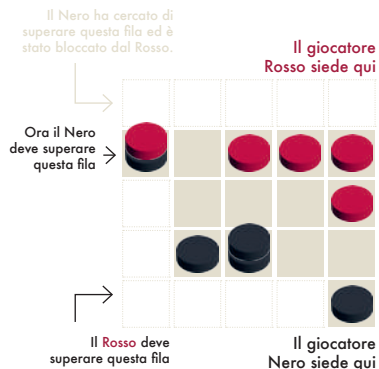 Il Nero ha cercato di
superare questa fila ed è
stato bloccato dal Rosso.
Il giocatore
Rosso siede qui
Ora il Nero
deve superare
questa fila
Il Rosso deve
superare questa fila
Il giocatore
Nero siede qui